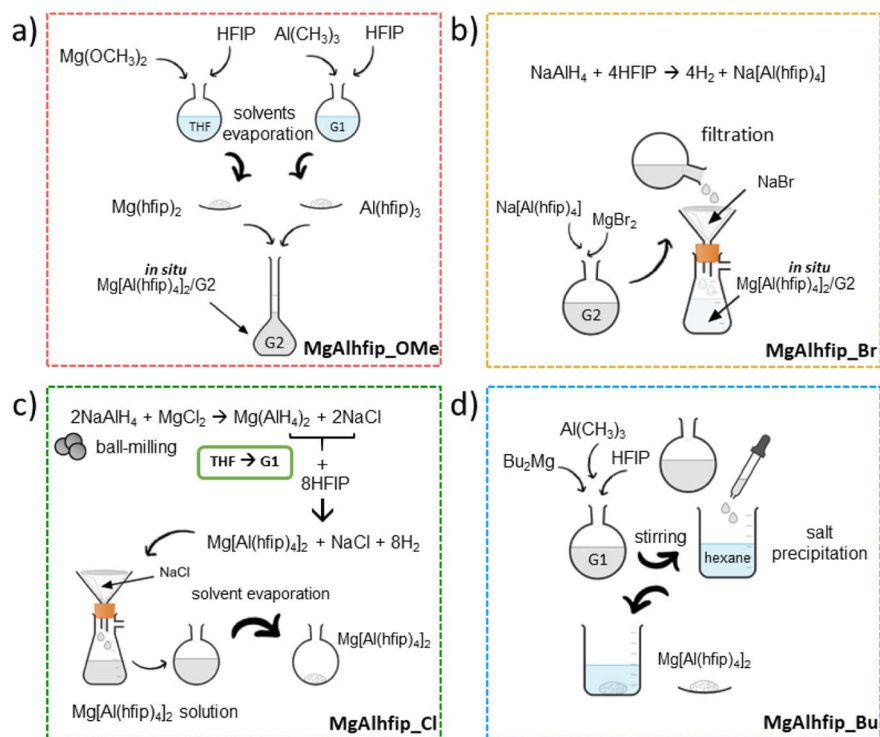 a)
HFIP
Al(CH₃)₃
HFIP
Mg(OCH₃)₂
THF
solvents
evaporation
G1
Mg(hfip)₂
Al(hfip)₃
in situ
Mg[Al(hfip)₄]₂/G2
G2
MgAlhfip_OMe
b)
NaAlH₄ + 4HFIP → 4H₂ + Na[Al(hfip)₄]
filtration
NaBr
Na[Al(hfip)₄]
MgBr₂
in situ
Mg[Al(hfip)₄]₂/G2
G2
MgAlhfip_Br
c)
2NaAlH₄ + MgCl₂ → Mg(AlH₄)₂ + 2NaCl
ball-milling
THF → G1
+
8HFIP
Mg[Al(hfip)₄]₂ + NaCl + 8H₂
NaCl
solvent evaporation
Mg[Al(hfip)₄]₂
Mg[Al(hfip)₄]₂ solution
MgAlhfip_Cl
d)
Al(CH₃)₃
Bu₂Mg
HFIP
G1
stirring
hexane
salt
precipitation
Mg[Al(hfip)₄]₂
MgAlhfip_Bu